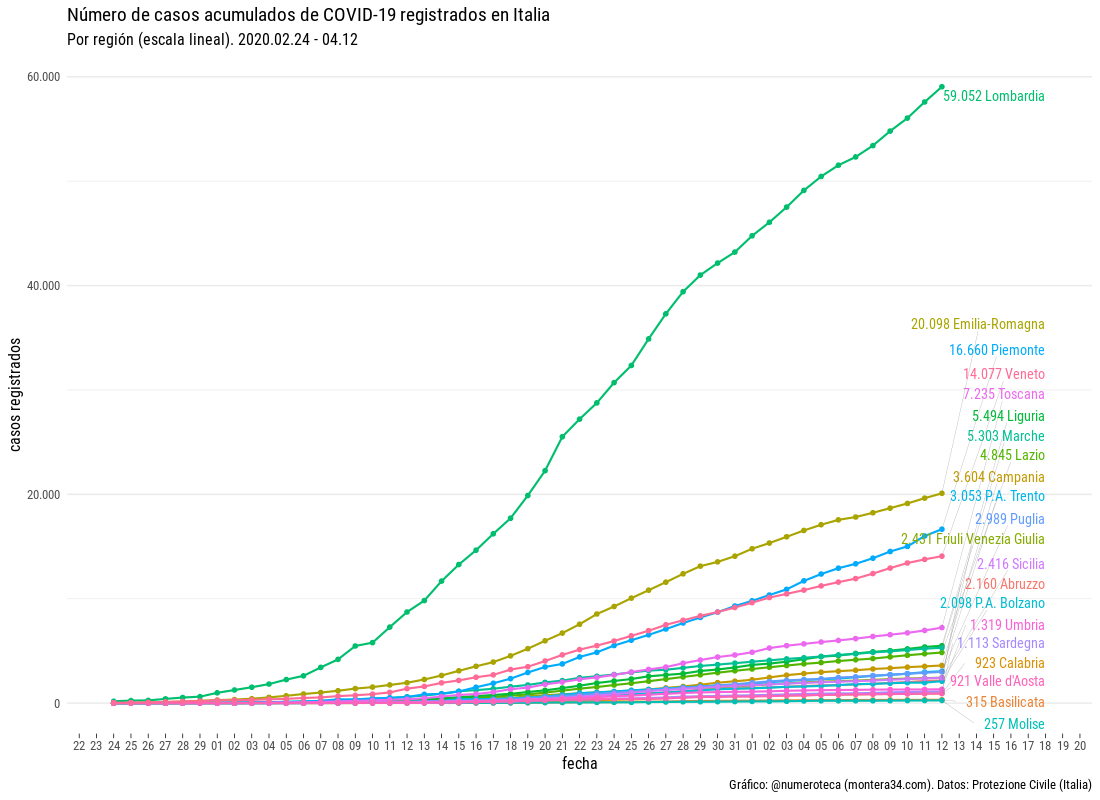 Número de casos acumulados de COVID-19 registrados en Italia
Por región (escala lineal). 2020.02.24 - 04.12
60.000
40.000
20.000
0
casos registrados
59.052 Lombardia
20.098 Emilia-Romagna
16.660 Piemonte
14.077 Veneto
7.235 Toscana
5.494 Liguria
5.303 Marche
4.845 Lazio
3.604 Campania
3.053 P.A. Trento
2.989 Puglia
2.431 Friuli Venezia Giulia
2.416 Sicilia
2.160 Abruzzo
2.098 P.A. Bolzano
1.319 Umbria
1.113 Sardegna
923 Calabria
921 Valle d'Aosta
315 Basilicata
257 Molise
22 23 24 25 26 27 28 29 01 02 03 04 05 06 07 08 09 10 11 12 13 14 15 16 17 18 19 20 21 22 23 24 25 26 27 28 29 30 31 01 02 03 04 05 06 07 08 09 10 11 12 13 14 15 16 17 18 19 20
fecha
Gráfico: @numeroteca (montera34.com). Datos: Protezione Civile (Italia)